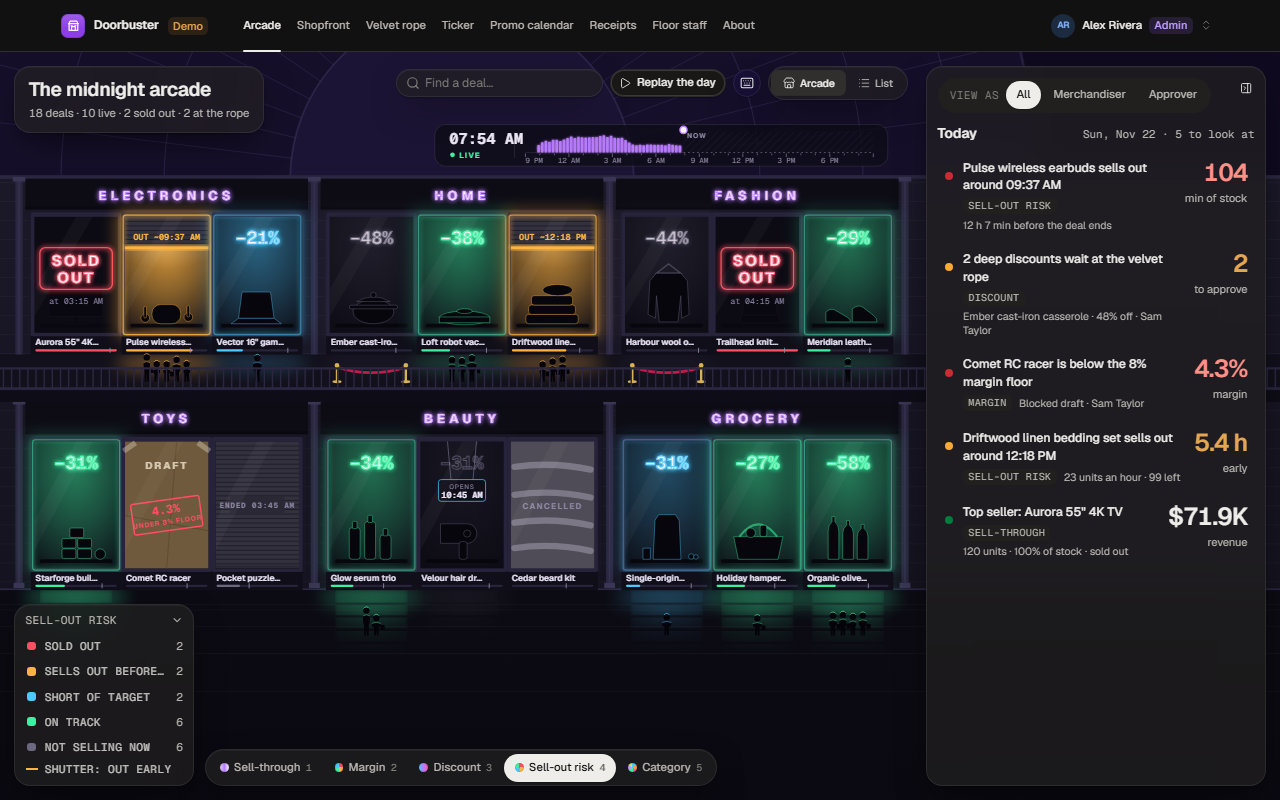 Doorbuster Demo Arcade Shopfront Velvet rope Ticker Promo calendar Receipts Floor staff About AR Alex Rivera Admin
The midnight arcade
18 deals · 10 live · 2 sold out · 2 at the rope
Find a deal… Replay the day Arcade List
07:54 AM
LIVE
NOW
9 PM 12 AM 3 AM 6 AM 9 AM 12 PM 3 PM 6 PM
ELECTRONICS HOME FASHION
SOLD OUT
at 03:15 AM
OUT ~09:37 AM
−21%
−48%
−38%
OUT ~12:18 PM
−44%
SOLD OUT
at 04:15 AM
−29%
Aurora 55" 4K… Pulse wireless… Vector 16" gam… Ember cast-iro… Loft robot vac… Driftwood line… Harbour wool o… Trailhead knit… Meridian leath…
TOYS BEAUTY GROCERY
−31%
DRAFT
4.3%
UNDER 8% FLOOR
ENDED 03:45 AM
−34%
−31%
OPENS
10:45 AM
CANCELLED
−31%
−27%
−58%
Starforge buil… Comet RC racer Pocket puzzle… Glow serum trio Velour hair dr… Cedar beard kit Single-origin… Holiday hamper… Organic olive…
SELL-OUT RISK
SOLD OUT 2
SELLS OUT BEFORE… 2
SHORT OF TARGET 2
ON TRACK 6
NOT SELLING NOW 6
SHUTTER: OUT EARLY
Sell-through 1 Margin 2 Discount 3 Sell-out risk 4 Category 5
VIEW AS All Merchandiser Approver
Today Sun, Nov 22 · 5 to look at
Pulse wireless earbuds sells out around 09:37 AM
104
min of stock
SELL-OUT RISK
12 h 7 min before the deal ends
2 deep discounts wait at the velvet rope
2
to approve
DISCOUNT
Ember cast-iron casserole · 48% off · Sam Taylor
Comet RC racer is below the 8% margin floor
4.3%
margin
MARGIN Blocked draft · Sam Taylor
Driftwood linen bedding set sells out around 12:18 PM
5.4 h
early
SELL-OUT RISK 23 units an hour · 99 left
Top seller: Aurora 55" 4K TV
$71.9K
revenue
SELL-THROUGH
120 units · 100% of stock · sold out